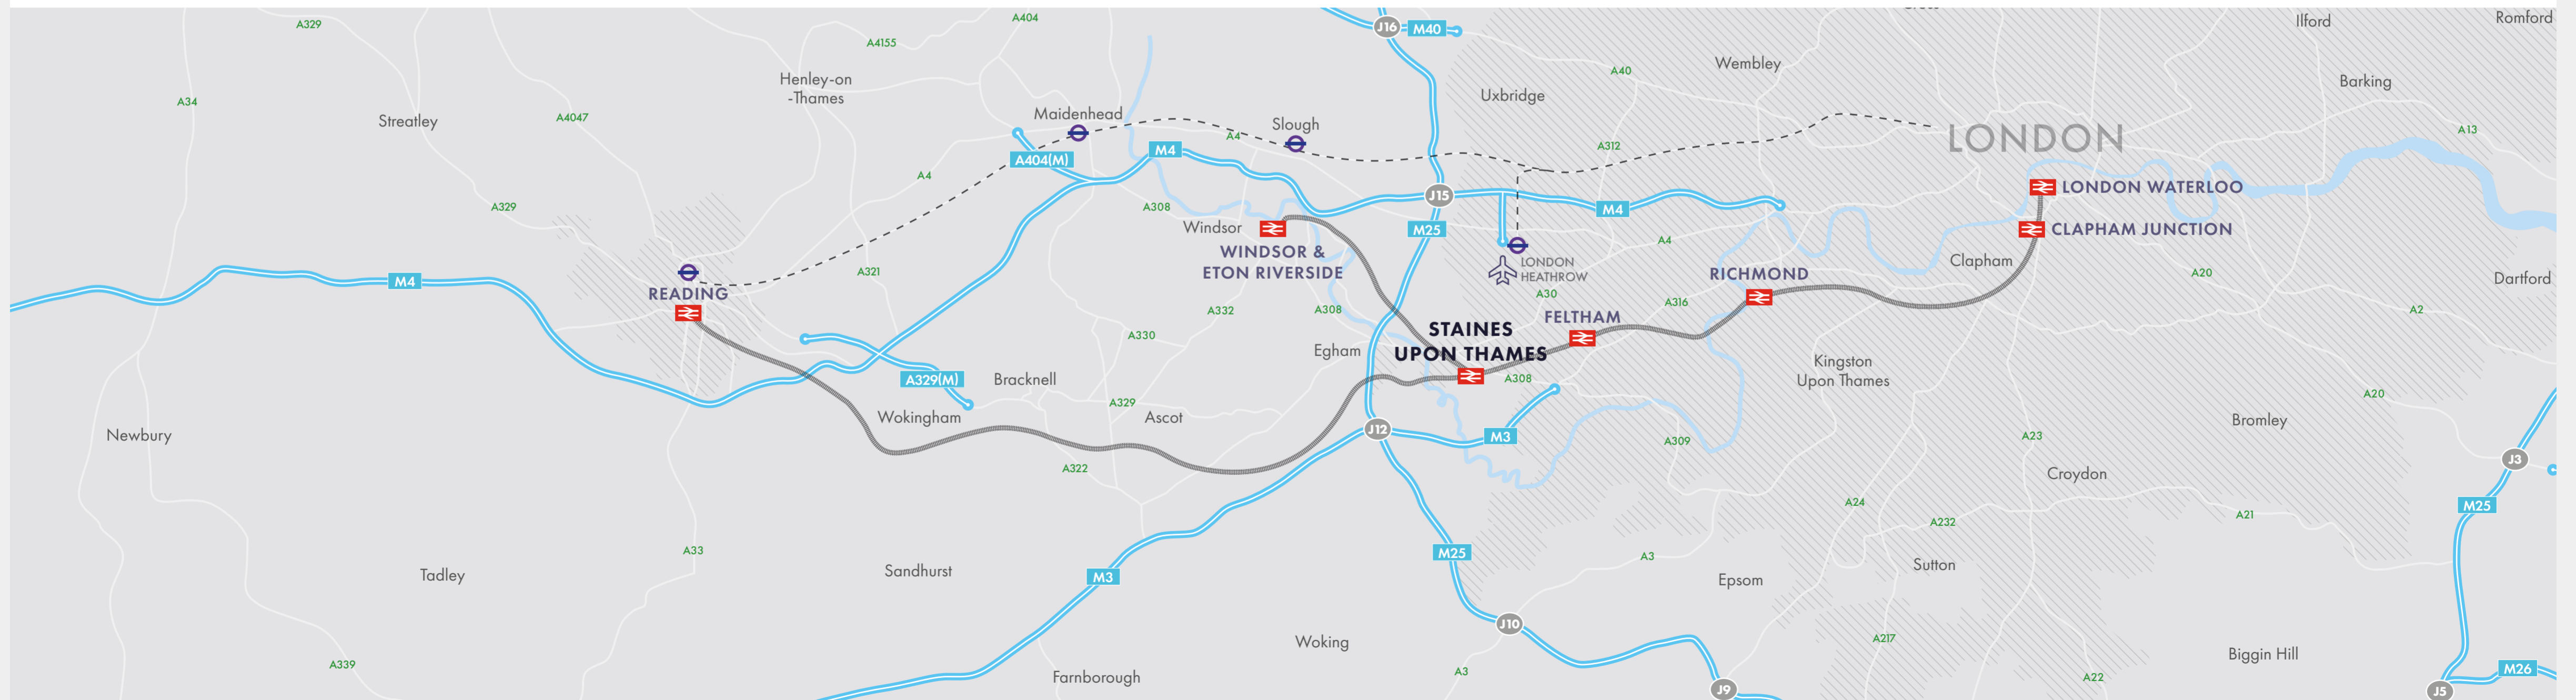 A329
A404
J16
M40
Ilford
Romford
A4155
Wembley
A40
Henley-on
-Thames
Barking
Uxbridge
A34
Streatley
A4047
Maidenhead
Slough
A4
A13
LONDON
A404(M)
M4
A312
A4
J15
LONDON WATERLOO
A329
A308
M4
Windsor
M25
CLAPHAM JUNCTION
WINDSOR &
ETON RIVERSIDE
A4
LONDON
HEATHROW
Clapham
A20
M4
READING
A321
RICHMOND
Dartford
A30
A316
A332
A308
A2
FELTHAM
STAINES
UPON THAMES
A330
Egham
Kingston
Upon Thames
A329(M)
Bracknell
A308
A20
A329
Ascot
Wokingham
Bromley
Newbury
J12
M3
A309
A23
A322
Croydon
J3
A24
M25
A232
A21
A33
M25
A3
Tadley
Sandhurst
M3
Epsom
Sutton
J10
A217
Woking
Biggin Hill
A339
Farnborough
A3
A22
M26
J9
J5